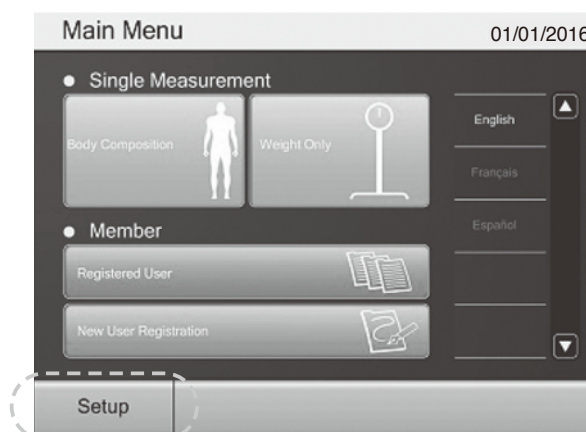 Main Menu 01/01/2016
Single Measurement
Body Composition Weight Only
English
Français
Español
Member
Registered User
New User Registration
Setup